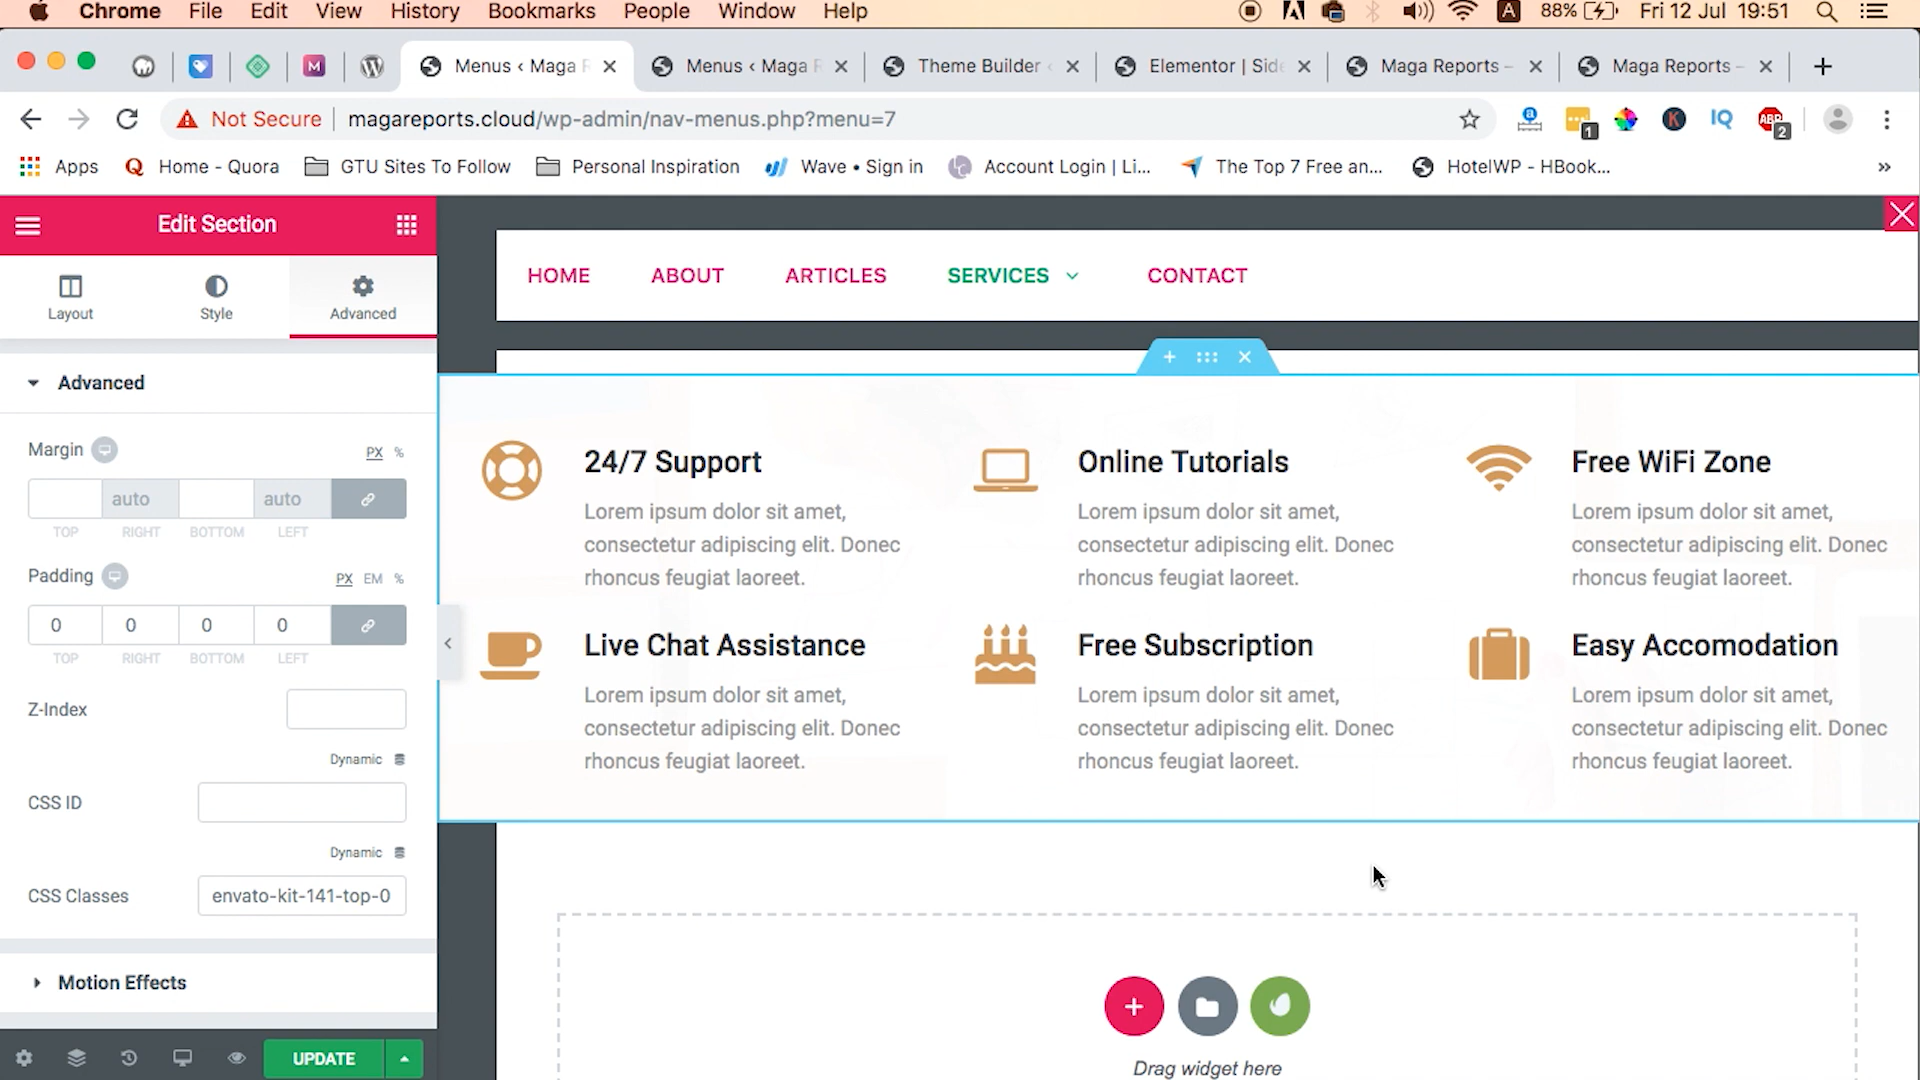 Chrome File Edit View History Bookmarks People Window Help 88% Fri 12 Jul 19:51
Menus ‹ Maga R Menus ‹ Maga R Theme Builder ‹ Elementor | Side Maga Reports – Maga Reports –
Not Secure magareports.cloud/wp-admin/nav-menus.php?menu=7
Apps Home - Quora GTU Sites To Follow Personal Inspiration Wave • Sign in Account Login | Li... The Top 7 Free an... HotelWP - HBook... »
Edit Section
Layout Style Advanced
Advanced
Margin PX %
auto auto
TOP RIGHT BOTTOM LEFT
Padding PX EM %
0 0 0 0
TOP RIGHT BOTTOM LEFT
Z-Index
Dynamic
CSS ID
Dynamic
CSS Classes envato-kit-141-top-0
Motion Effects
UPDATE
HOME ABOUT ARTICLES SERVICES CONTACT
24/7 Support
Lorem ipsum dolor sit amet,
consectetur adipiscing elit. Donec
rhoncus feugiat laoreet.
Online Tutorials
Lorem ipsum dolor sit amet,
consectetur adipiscing elit. Donec
rhoncus feugiat laoreet.
Free WiFi Zone
Lorem ipsum dolor sit amet,
consectetur adipiscing elit. Donec
rhoncus feugiat laoreet.
Live Chat Assistance
Lorem ipsum dolor sit amet,
consectetur adipiscing elit. Donec
rhoncus feugiat laoreet.
Free Subscription
Lorem ipsum dolor sit amet,
consectetur adipiscing elit. Donec
rhoncus feugiat laoreet.
Easy Accomodation
Lorem ipsum dolor sit amet,
consectetur adipiscing elit. Donec
rhoncus feugiat laoreet.
Drag widget here